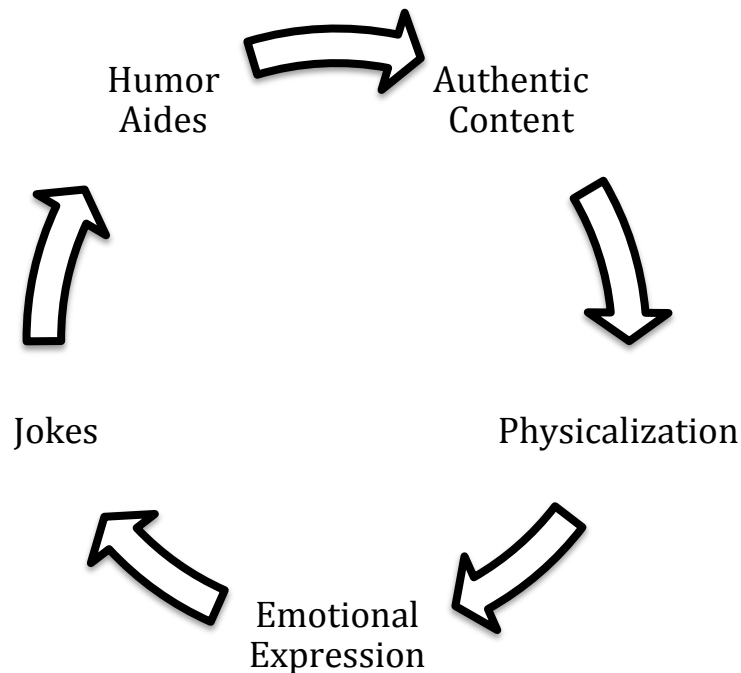 Humor
Aides
Authentic
Content
Physicalization
Emotional
Expression
Jokes